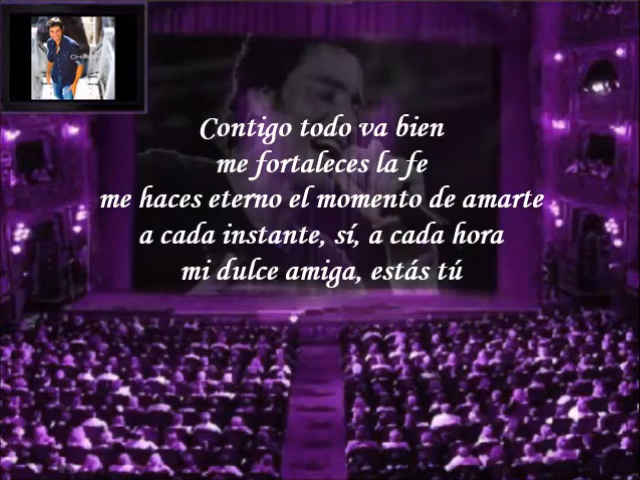 Contigo todo va bien
me fortaleces la fe
me haces eterno el momento de amarte
a cada instante, sí, a cada hora
mi dulce amiga, estás tú